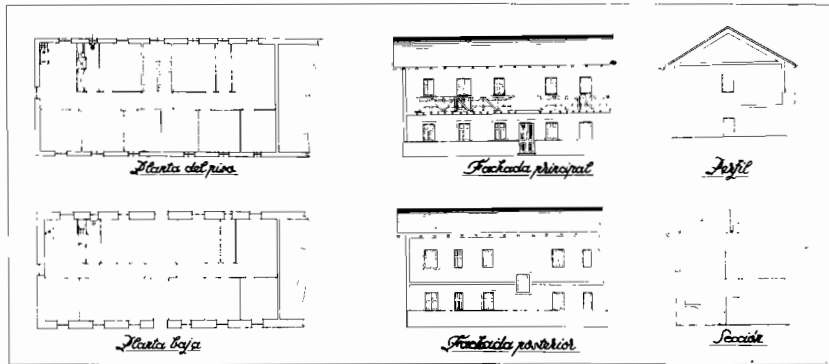 Planta del piso
Fachada principal
Perfil
Planta baja
Fachada posterior
Sección